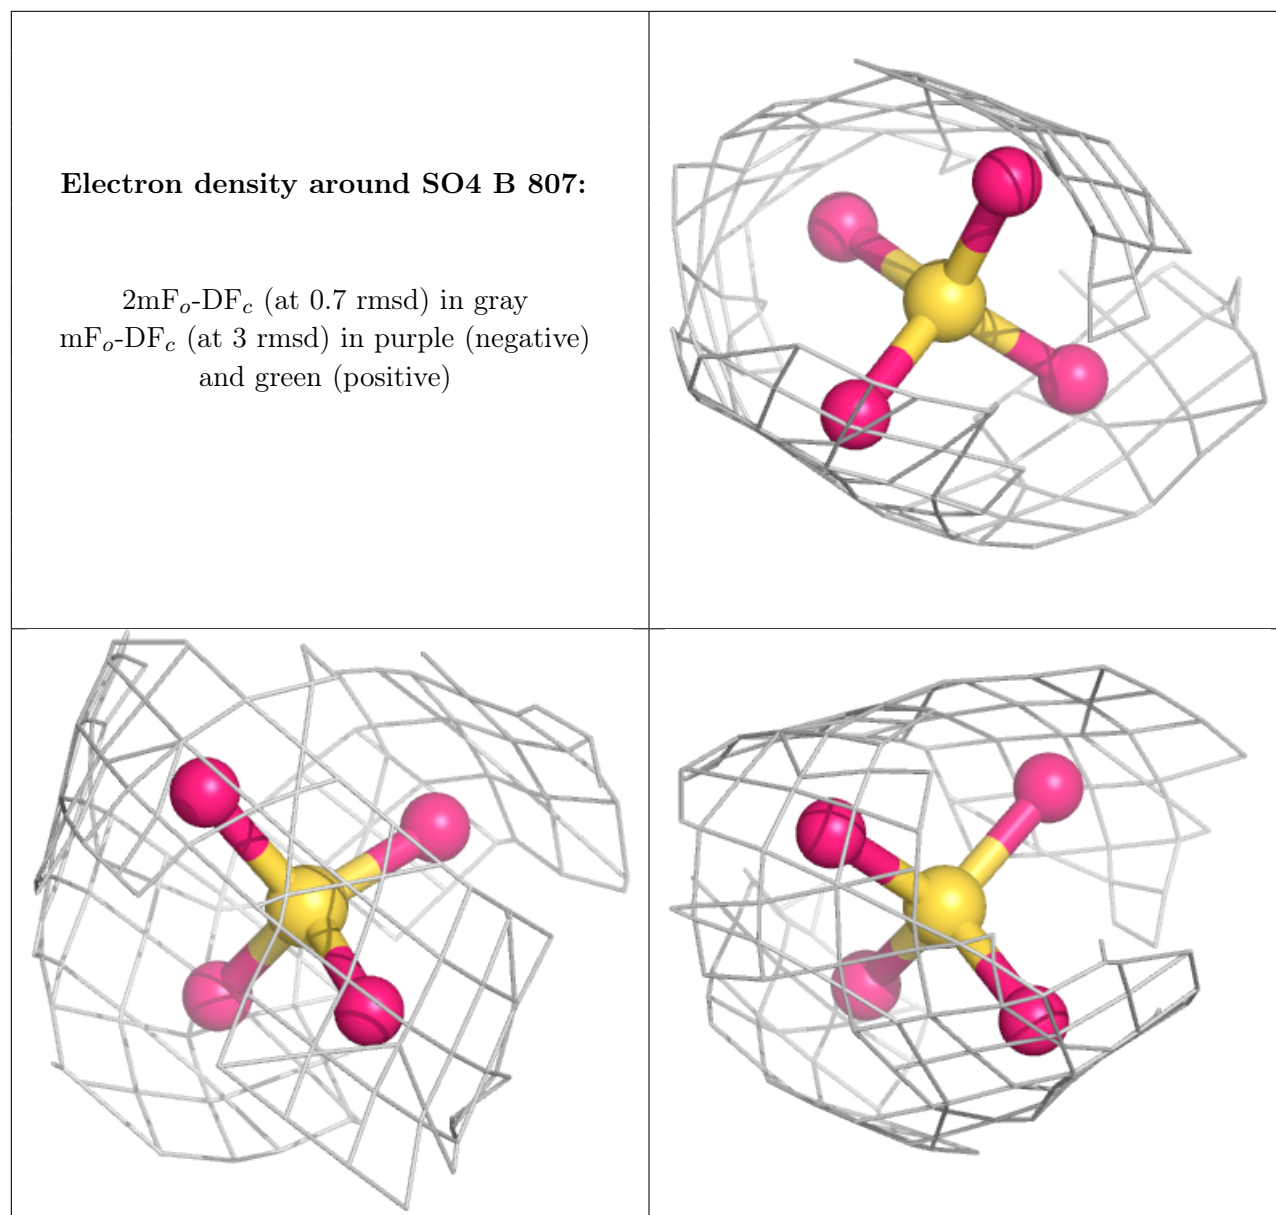 Electron density around SO4 B 807:
2mFo-DFc (at 0.7 rmsd) in gray
mFo-DFc (at 3 rmsd) in purple (negative)
and green (positive)